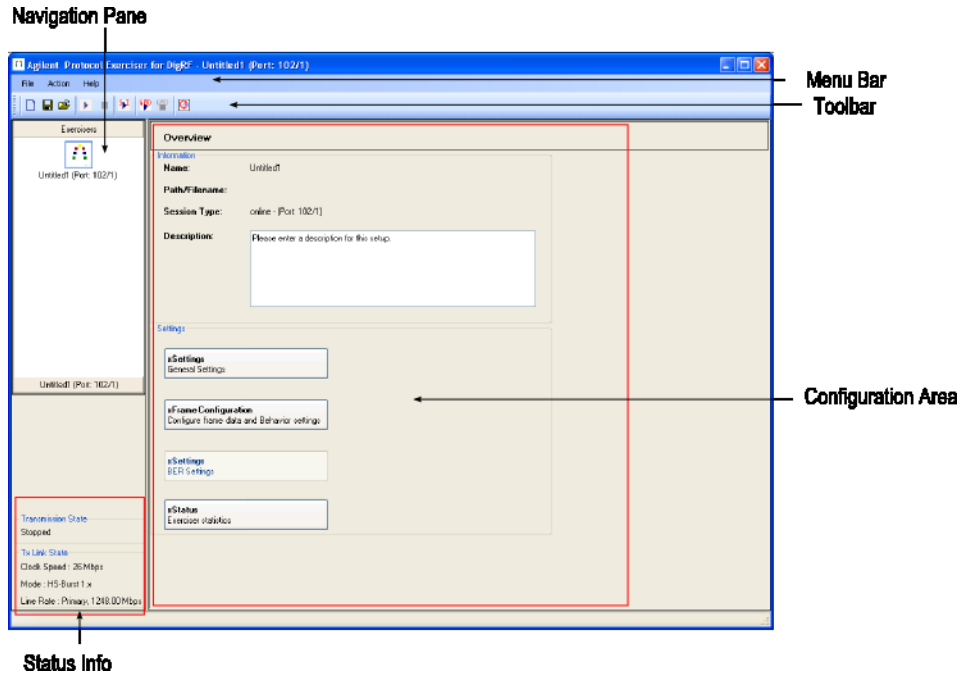 Navigation Pane
Agilent Protocol Exerciser for DigRF - Untitled1 (Port: 102/1)
File Action Help
Menu Bar
Toolbar
Exercisers
Untitled1 (Port: 102/1)
Overview
Information
Name: Untitled1
Path/Filename:
Session Type: online - (Port 102/1)
Description: Please enter a description for this setup.
Settings
xSettings
General Settings
xFrame Configuration
Configure frame data and Behavior settings
xSettings
BER Settings
xStatus
Exerciser statistics
Configuration Area
Untitled1 (Port: 102/1)
Transmission State
Stopped
Tx Link State
Clock Speed : 26 Mbps
Mode : HS-Burst 1.x
Line Rate : Primary, 1248.00 Mbps
Status Info